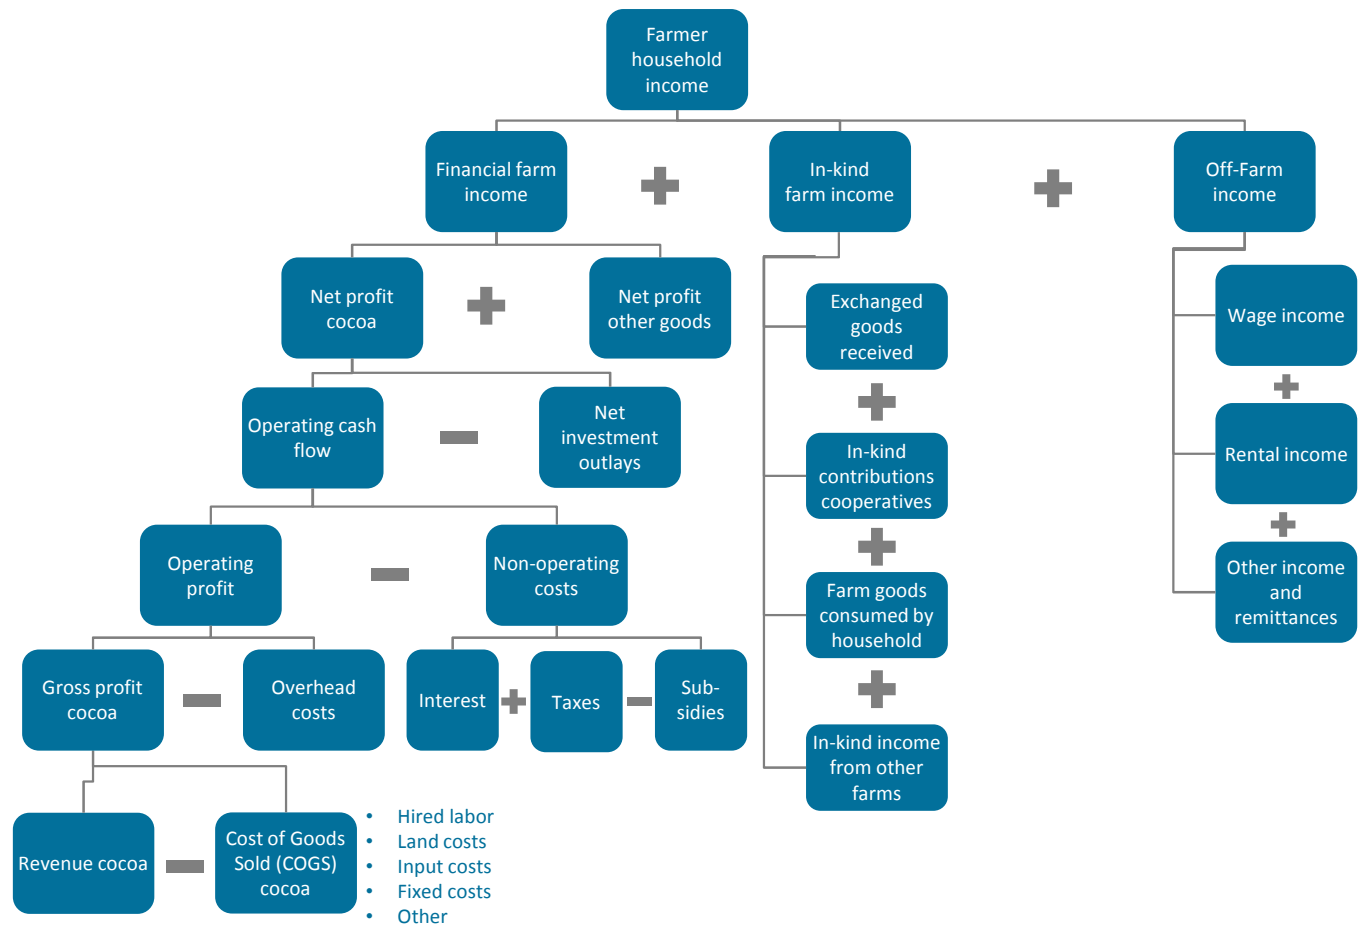 Farmer
household
income
Financial farm
income
In-kind
farm income
Off-Farm
income
Net profit
cocoa
Net profit
other goods
Exchanged
goods
received
Wage income
Operating cash
flow
Net
investment
outlays
In-kind
contributions
cooperatives
Rental income
Operating
profit
Non-operating
costs
Farm goods
consumed by
household
Other income
and
remittances
Gross profit
cocoa
Overhead
costs
Interest
Taxes
Sub-
sidies
In-kind income
from other
farms
Revenue cocoa
Cost of Goods
Sold (COGS)
cocoa
• Hired labor
• Land costs
• Input costs
• Fixed costs
• Other